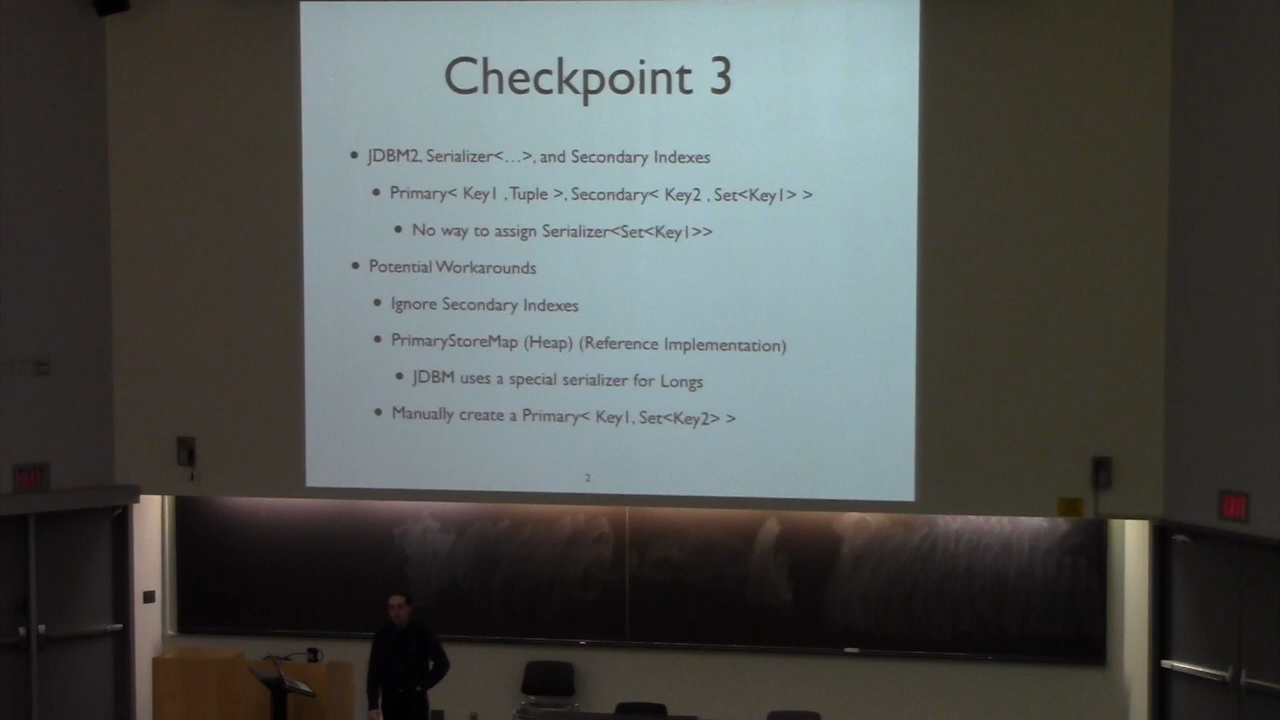 Checkpoint 3
• JDBM2, Serializer<...>, and Secondary Indexes
• Primary< Key1 , Tuple >, Secondary< Key2 , Set<Key1> >
• No way to assign Serializer<Set<Key1>>
• Potential Workarounds
• Ignore Secondary Indexes
• PrimaryStoreMap (Heap) (Reference Implementation)
• JDBM uses a special serializer for Longs
• Manually create a Primary< Key1, Set<Key2> >
2